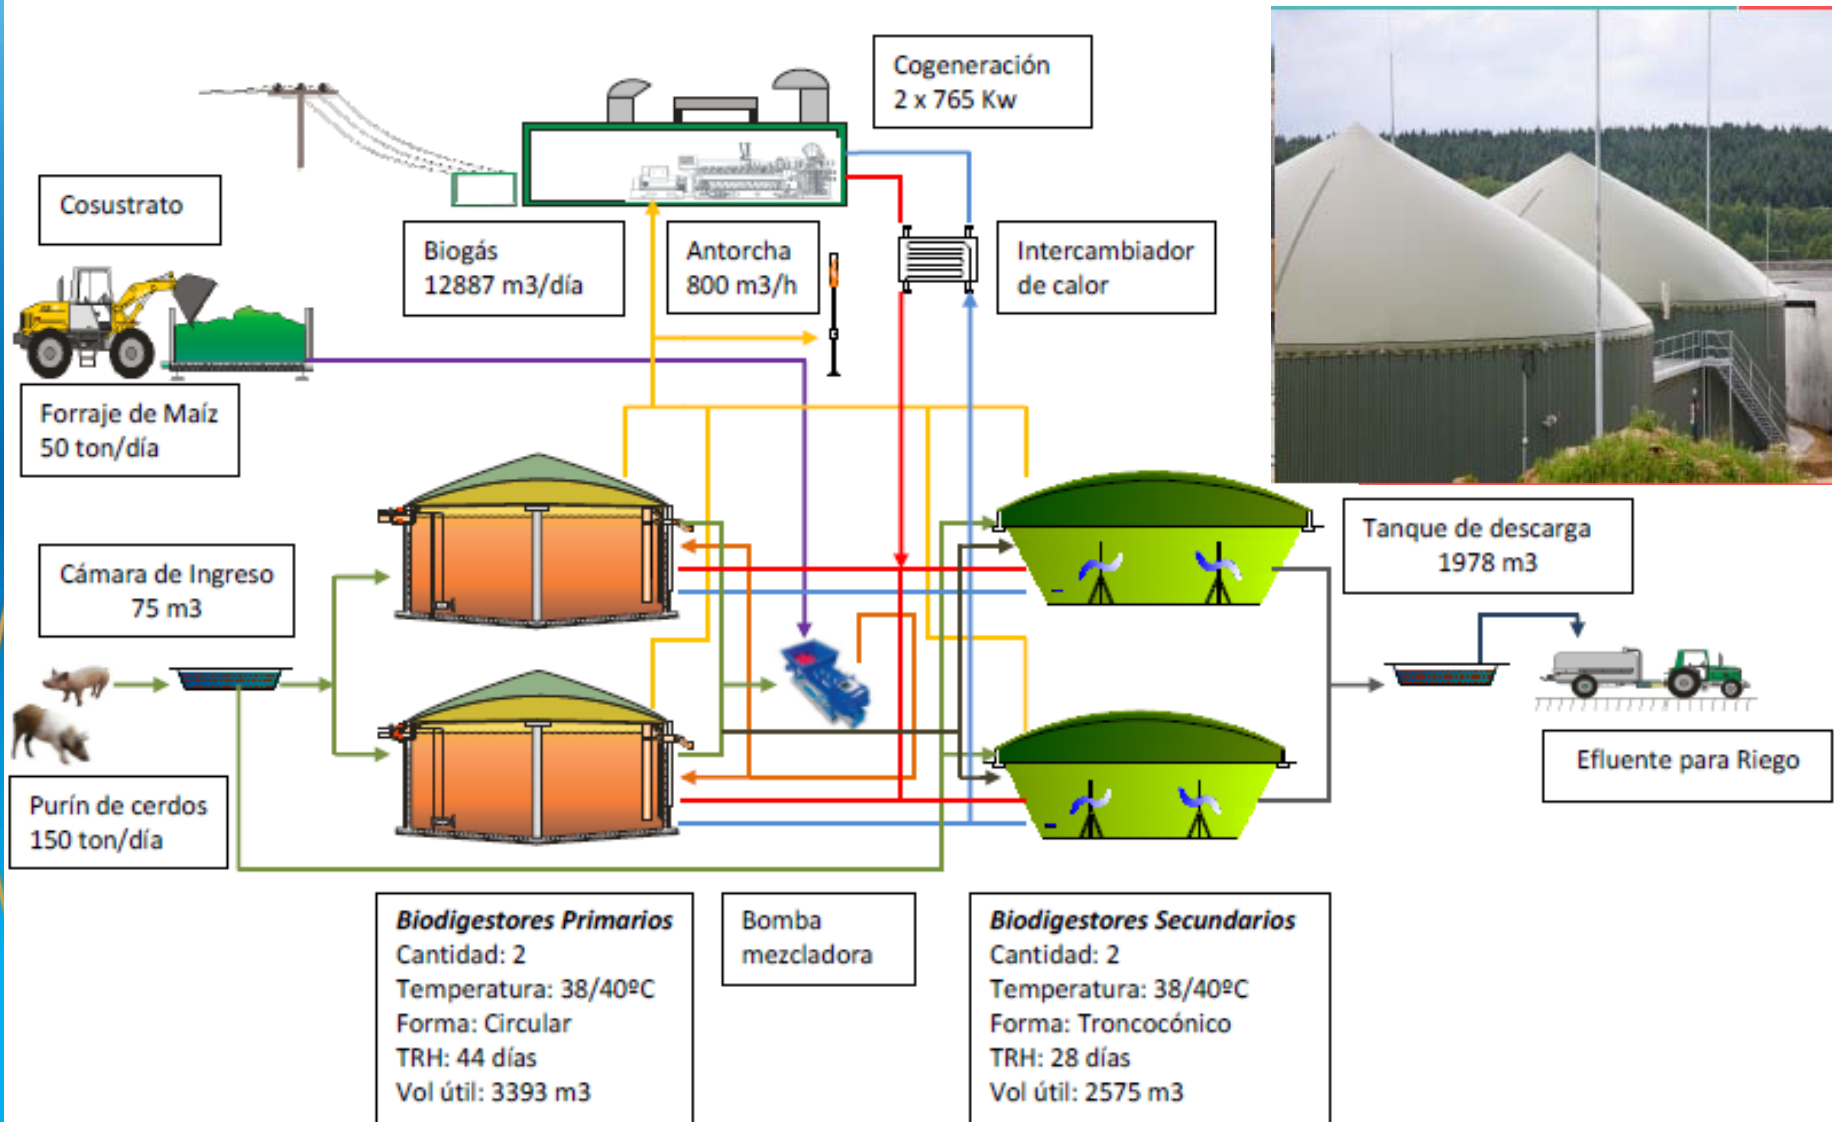 Cogeneración
2 x 765 Kw
Cosustrato
Biogás
12887 m3/día
Antorcha
800 m3/h
Intercambiador
de calor
Forraje de Maíz
50 ton/día
Tanque de descarga
1978 m3
Cámara de Ingreso
75 m3
Purín de cerdos
150 ton/día
Efluente para Riego
Biodigestores Primarios
Cantidad: 2
Temperatura: 38/40ºC
Forma: Circular
TRH: 44 días
Vol útil: 3393 m3
Bomba
mezcladora
Biodigestores Secundarios
Cantidad: 2
Temperatura: 38/40ºC
Forma: Troncocónico
TRH: 28 días
Vol útil: 2575 m3